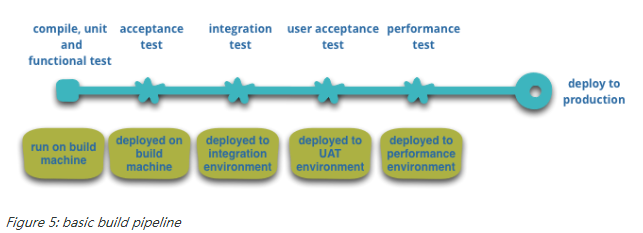 compile, unit
and
functional test
acceptance
test
integration
test
user acceptance
test
performance
test
deploy to
production
run on build
machine
deployed on
build
machine
deployed to
integration
environment
deployed to
UAT
environment
deployed to
performance
environment
Figure 5: basic build pipeline